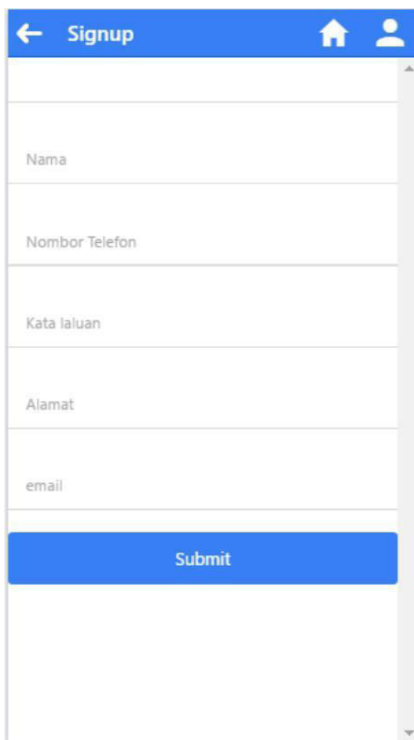 Signup
Nama
Nombor Telefon
Kata laluan
Alamat
email
Submit